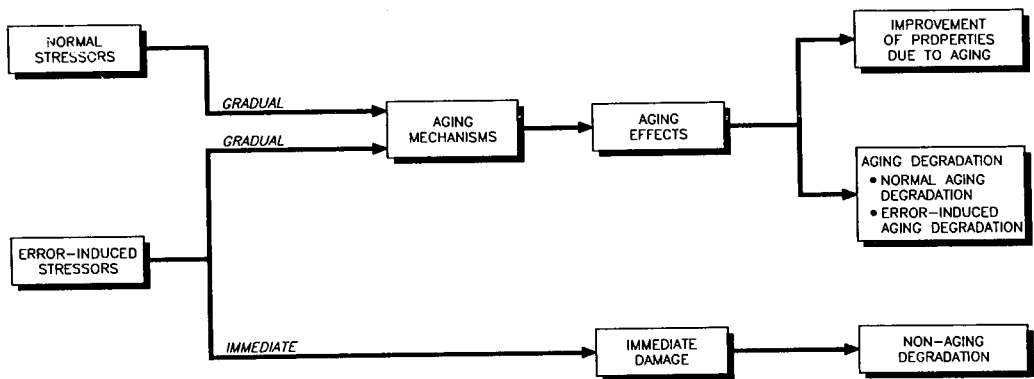 NORMAL
STRESSORS
GRADUAL
GRADUAL
AGING
MECHANISMS
AGING
EFFECTS
IMPROVEMENT
OF PROPERTIES
DUE TO AGING
AGING DEGRADATION
• NORMAL AGING
DEGRADATION
• ERROR-INDUCED
AGING DEGRADATION
ERROR-INDUCED
STRESSORS
IMMEDIATE
IMMEDIATE
DAMAGE
NON-AGING
DEGRADATION